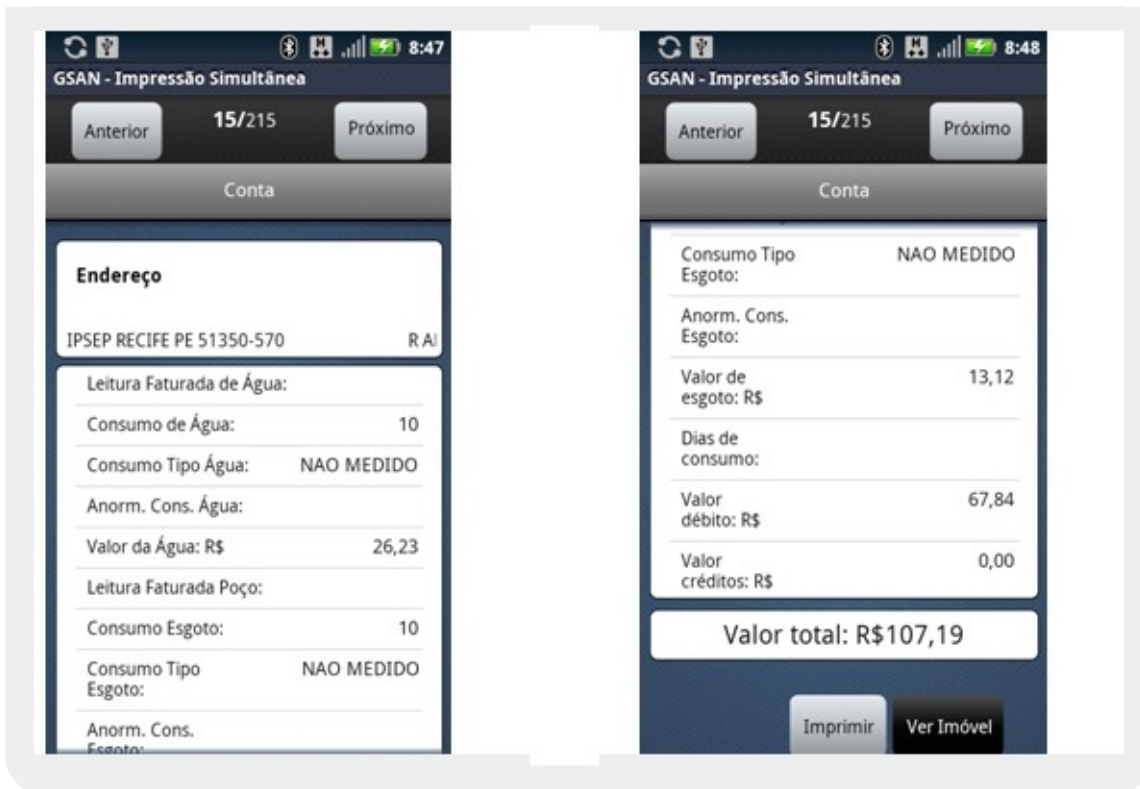 8:47
GSAN - Impressão Simultânea
Anterior
15/215
Próximo
Conta
Endereço
IPSEP RECIFE PE 51350-570 R
Leitura Faturada de Água:
Consumo de Água: 10
Consumo Tipo Água: NAO MEDIDO
Anorm. Cons. Água:
Valor da Água: R$ 26,23
Leitura Faturada Poço:
Consumo Esgoto: 10
Consumo Tipo NAO MEDIDO
Esgoto:
Anorm. Cons.
Esgoto:
8:48
GSAN - Impressão Simultânea
Anterior
15/215
Próximo
Conta
Consumo Tipo NAO MEDIDO
Esgoto:
Anorm. Cons.
Esgoto:
Valor de 13,12
esgoto: R$
Dias de
consumo:
Valor 67,84
débito: R$
Valor 0,00
créditos: R$
Valor total: R$107,19
Imprimir
Ver Imóvel